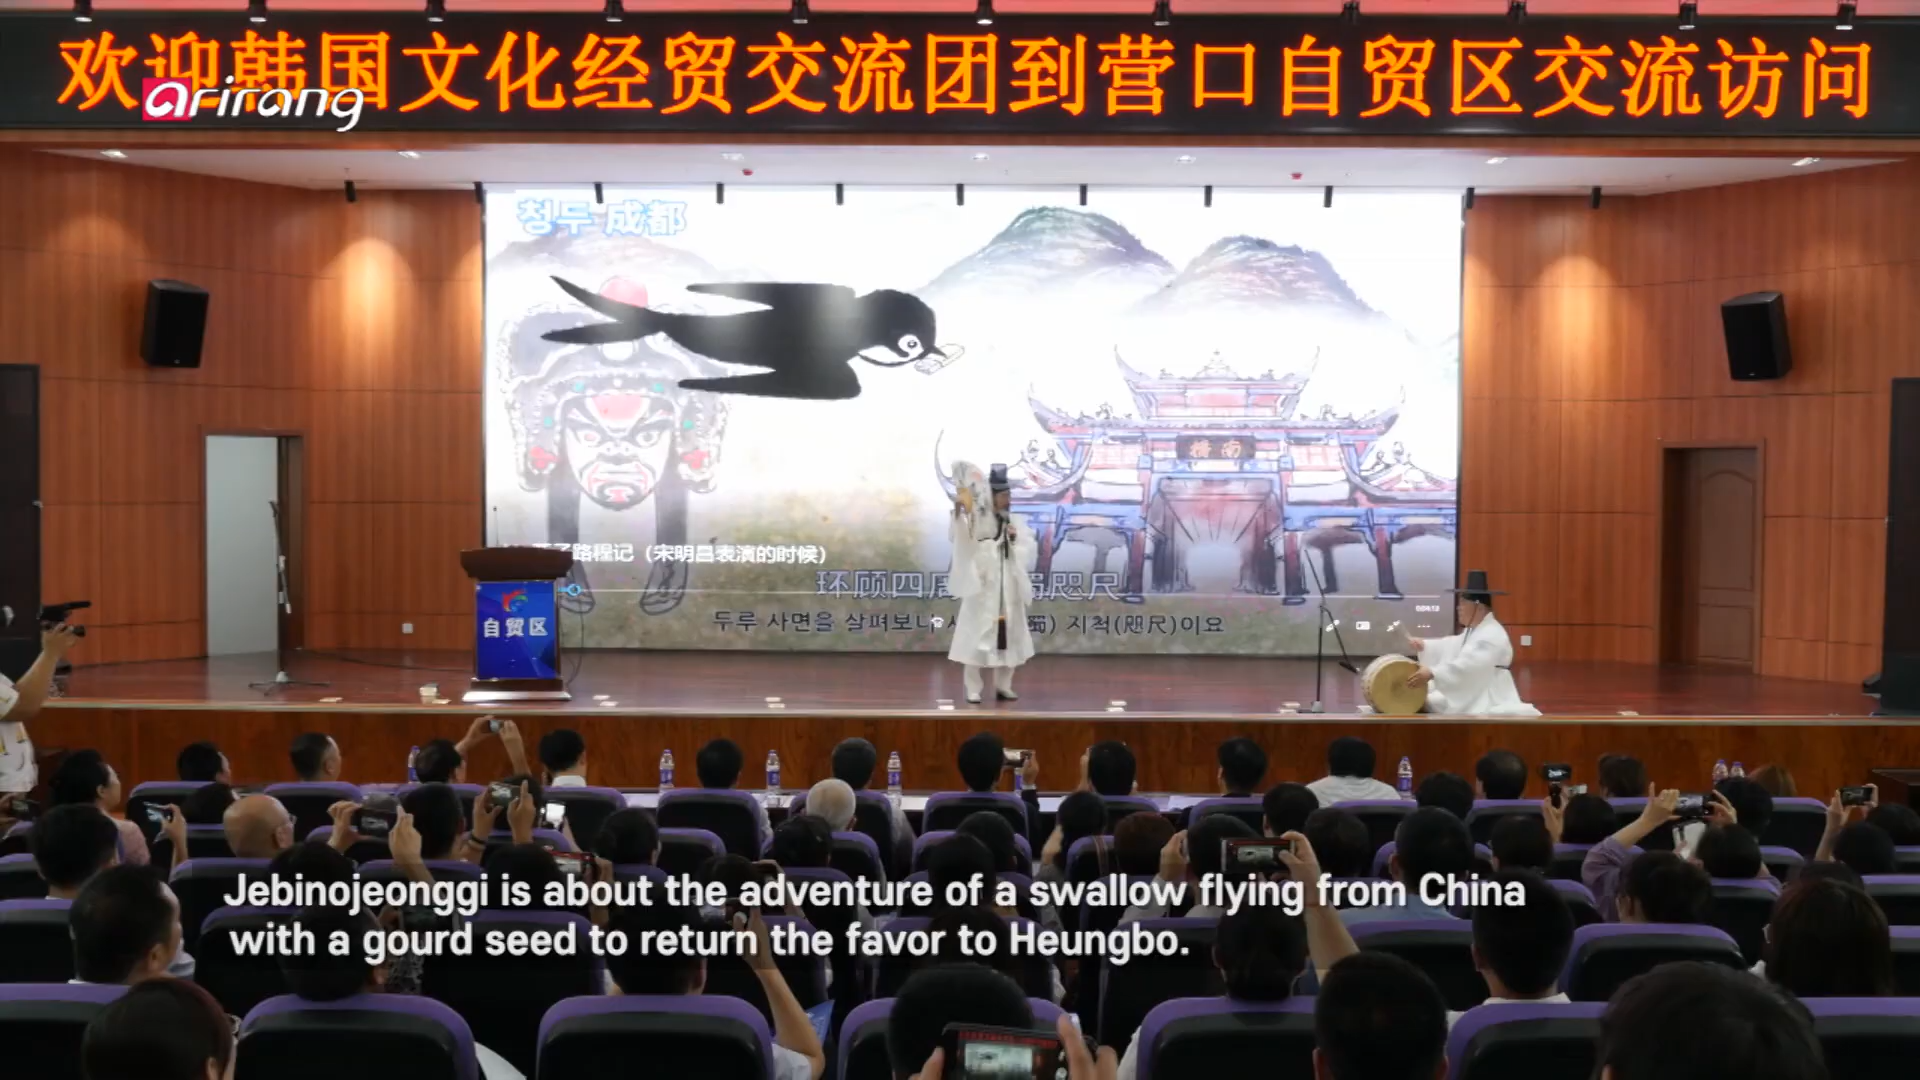 欢迎韩国文化经贸交流团到营口自贸区交流访问
arirang
청두 成都
南橋
路程记（宋明昌表演的时候）
环顾四周 咫尺
두루 사면을 살펴보니 蜀) 지척(咫尺)이요
自贸区
Jebinojeonggi is about the adventure of a swallow flying from China
with a gourd seed to return the favor to Heungbo.